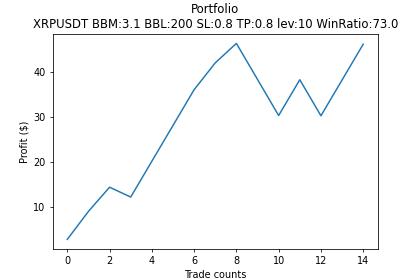 Portfolio
XRPUSDT BBM:3.1 BBL:200 SL:0.8 TP:0.8 lev:10 WinRatio:73.0
40
30
20
10
Profit ($)
0 2 4 6 8 10 12 14
Trade counts